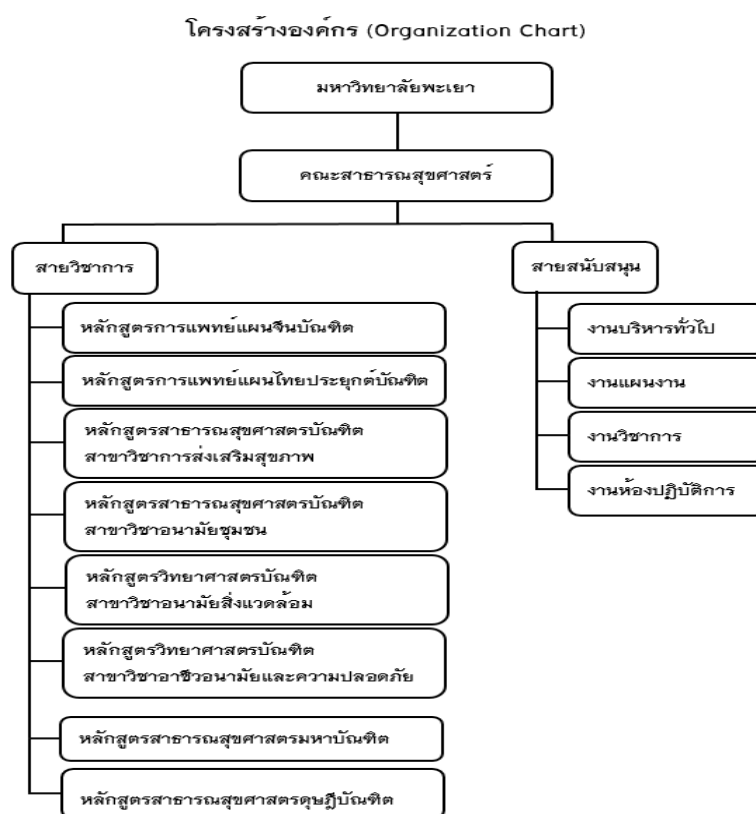 โครงสร้างองค์กร (Organization Chart)
มหาวิทยาลัยพะเยา
คณะสาธารณสุขศาสตร์
สายวิชาการ
สายสนับสนุน
หลักสูตรการแพทย์แผนจีนบัณฑิต
หลักสูตรการแพทย์แผนไทยประยุกต์บัณฑิต
หลักสูตรสาธารณสุขศาสตรบัณฑิต
สาขาวิชาการส่งเสริมสุขภาพ
หลักสูตรสาธารณสุขศาสตรบัณฑิต
สาขาวิชาอนามัยชุมชน
หลักสูตรวิทยาศาสตรบัณฑิต
สาขาวิชาอนามัยสิ่งแวดล้อม
หลักสูตรวิทยาศาสตรบัณฑิต
สาขาวิชาอาชีวอนามัยและความปลอดภัย
หลักสูตรสาธารณสุขศาสตรมหาบัณฑิต
หลักสูตรสาธารณสุขศาสตรดุษฎีบัณฑิต
งานบริหารทั่วไป
งานแผนงาน
งานวิชาการ
งานห้องปฏิบัติการ